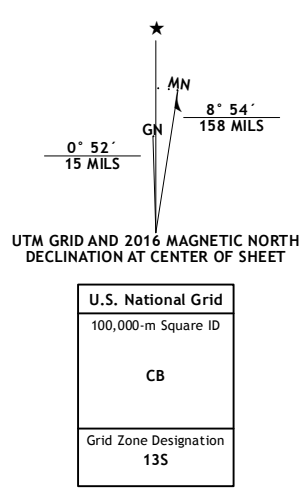 MN
GN
8° 54´
158 MILS
0° 52´
15 MILS
UTM GRID AND 2016 MAGNETIC NORTH
DECLINATION AT CENTER OF SHEET
U.S. National Grid
100,000-m Square ID
CB
Grid Zone Designation
13S